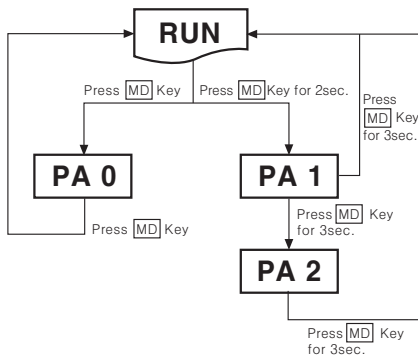 RUN
Press MD Key
Press MD Key for 2sec.
Press
MD Key
for 3sec.
PA 0
PA 1
Press MD Key
Press MD Key
for 3sec.
PA 2
Press MD Key
for 3sec.